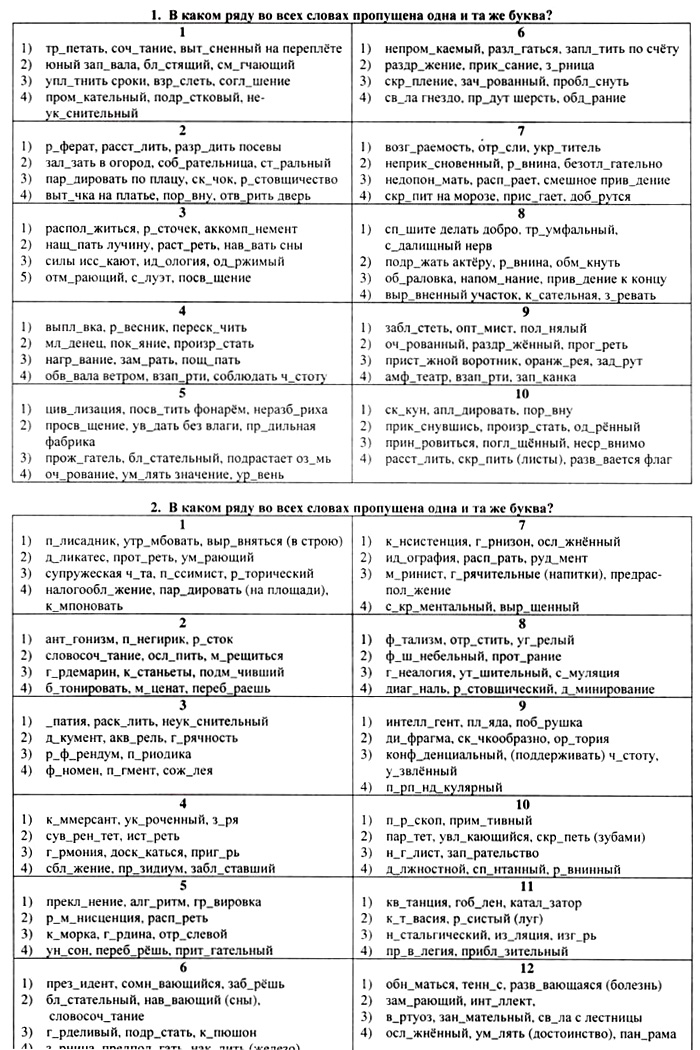 1. В каком ряду во всех словах пропущена одна и та же буква?
1
1) тр_петать, соч_тание, выт_сненный на переплёте
2) юный зап_вала, бл_стящий, см_гчающий
3) упл_тнить сроки, взр_слеть, согл_шение
4) пром_кательный, подр_стковый, не-
ук_снительный
6
1) непром_каемый, разл_гаться, запл_тить по счёту
2) раздр_жение, прик_сание, з_рница
3) скр_пление, зач_рованный, пробл_снуть
4) св_ла гнездо, пр_дут шерсть, обд_рание
2
1) р_ферат, расст_лить, разр_дить посевы
2) зал_зать в огород, соб_рательница, ст_ральный
3) пар_дировать по плацу, ск_чок, р_стовщичество
4) выт_чка на платье, пор_вну, отв_рить дверь
7
1) возг_раемость, отр_сли, укр_титель
2) неприк_сновенный, р_внина, безотл_гательно
3) недопон_мать, расп_рает, смешное прив_дение
4) скр_пит на морозе, прис_гает, доб_рутся
3
1) распол_житься, р_сточек, аккомп_немент
2) нащ_пать лучину, раст_реть, нав_вать сны
3) силы исс_кают, ид_ология, од_ржимый
5) отм_рающий, с_луэт, посв_щение
8
1) сп_шите делать добро, тр_умфальный,
с_далищный нерв
2) подр_жать актёру, р_внина, обм_кнуть
3) об_раловка, напом_нание, прив_дение к концу
4) выр_вненный участок, к_сательная, з_ревать
4
1) выпл_вка, р_весник, переск_чить
2) мл_денец, пок_яние, произр_стать
3) нагр_вание, зам_рать, пощ_пать
4) обв_вала ветром, взап_рти, соблюдать ч_стоту
9
1) забл_стеть, опт_мист, пол_нялый
2) оч_рованный, раздр_жённый, прог_реть
3) прист_жной воротник, оранж_рея, зад_рут
4) амф_театр, взап_рти, зап_канка
5
1) цив_лизация, посв_тить фонарём, неразб_риха
2) просв_щение, ув_дать без влаги, пр_дильная
фабрика
3) прож_гатель, бл_стательный, подрастает оз_мь
4) оч_рование, ум_лять значение, ур_вень
10
1) ск_кун, апл_дировать, пор_вну
2) прик_снувшись, произр_стать, од_рённый
3) прин_ровиться, погл_щённый, неср_внимо
4) расст_лить, скр_пить (листы), разв_вается флаг
2. В каком ряду во всех словах пропущена одна и та же буква?
1
1) п_лисадник, утр_мбовать, выр_вняться (в строю)
2) д_ликатес, прот_реть, ум_рающий
3) супружеская ч_та, п_ссимист, р_торический
4) налогообл_жение, пар_дировать (на площади),
к_мпоновать
7
1) к_нсистенция, г_рнизон, осл_жнённый
2) ид_ография, расп_рать, руд_мент
3) м_ринист, г_рячительные (напитки), предрас-
пол_жение
4) с_кр_ментальный, выр_щенный
2
1) ант_гонизм, п_негирик, р_сток
2) словосоч_тание, осл_пить, м_рещиться
3) г_рдемарин, к_станьеты, подм_чивший
4) б_тонировать, м_ценат, переб_раешь
8
1) ф_тализм, отр_стить, уг_релый
2) ф_ш_небельный, прот_рание
3) г_неалогия, ут_шительный, с_муляция
4) диаг_наль, р_стовщический, д_минирование
3
1) _патия, раск_лить, неук_снительный
2) д_кумент, акв_рель, г_рячность
3) р_ф_рендум, п_риодика
4) ф_номен, п_гмент, сож_лея
9
1) интелл_гент, пл_яда, поб_рушка
2) ди_фрагма, ск_чкообразно, ор_тория
3) конф_денциальный, (поддерживать) ч_стоту,
у_звлённый
4) п_рп_нд_кулярный
4
1) к_ммерсант, ук_роченный, з_ря
2) сув_рен_тет, ист_реть
3) г_рмония, доск_каться, приг_рь
4) сбл_жение, пр_зидиум, забл_ставший
10
1) п_р_скоп, прим_тивный
2) пар_тет, увл_кающийся, скр_петь (зубами)
3) н_г_лист, зап_рательство
4) д_лжностной, сп_нтанный, р_внинный
5
1) прекл_нение, алг_ритм, гр_вировка
2) р_м_нисценция, расп_реть
3) к_морка, г_рдина, отр_слевой
4) ун_сон, переб_рёшь, прит_гательный
11
1) кв_танция, гоб_лен, катал_затор
2) к_т_васия, р_систый (луг)
3) н_стальгический, из_ляция, изг_рь
4) пр_в_легия, прибл_зительный
6
1) през_идент, сомн_вающийся, заб_рёшь
2) бл_стательный, нав_вающий (сны),
словосоч_тание
3) г_рделивый, подр_стать, к_пюшон
4) з_рница, предпол_гать, нак_лить (железо)
12
1) обн_маться, тенн_с, разв_вающаяся (болезнь)
2) зам_рающий, инт_ллект,
3) в_ртуоз, зан_мательный, св_ла с лестницы
4) осл_жнённый, ум_лять (достоинство), пан_рама